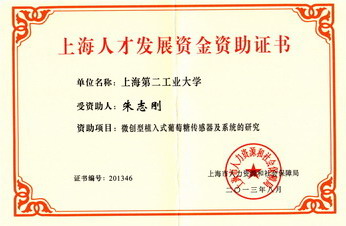 上海人才发展资金资助证书
单位名称：上海第二工业大学
受资助人：朱志刚
资助项目：微创型植入式葡萄糖传感器及系统的研究
上海市人力资源和社会保障局
证书编号：201346
二〇一三年八月